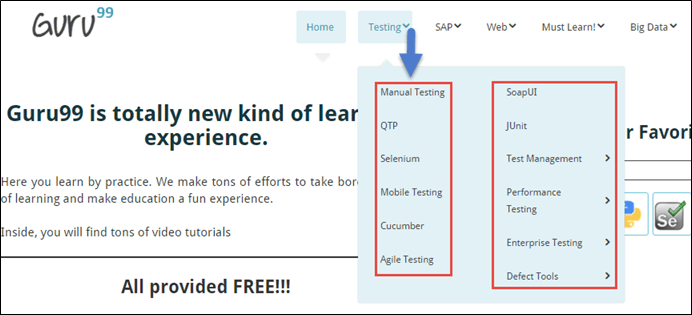 Guru99
Home
Testing
SAP
Web
Must Learn!
Big Data
Manual Testing
QTP
Selenium
Mobile Testing
Cucumber
Agile Testing
SoapUI
JUnit
Test Management
Performance
Testing
Enterprise Testing
Defect Tools
Guru99 is totally new kind of
experience.
Here you learn by practice. We make tons of efforts to take
of learning and make education a fun experience.
Inside, you will find tons of video tutorials
All provided FREE!!!
Se